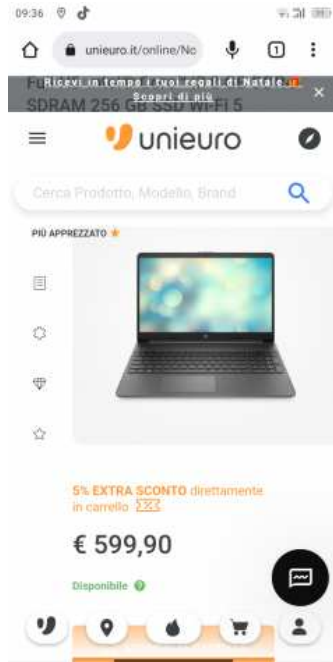 09:36
unieuro.it/online/No
1
Ricevi in tempo i tuoi regali di Natale
Scopri di più
SDRAM 256 GB SSD WI-FI 5
unieuro
Cerca Prodotto, Modello, Brand
PIÙ APPREZZATO
5% EXTRA SCONTO direttamente
in carrello
€ 599,90
Disponibile